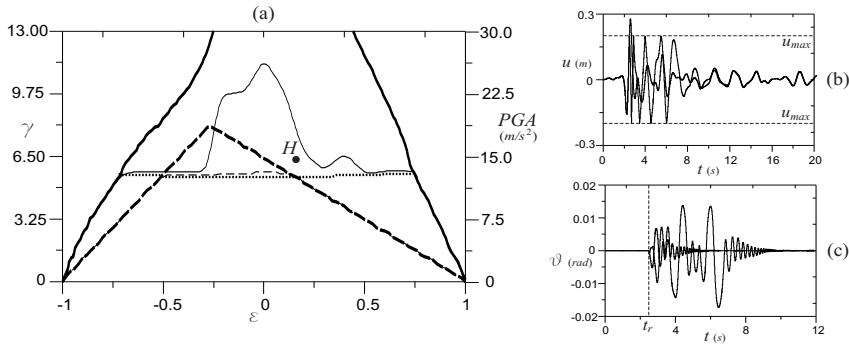 (a)
13.00
9.75
6.50
3.25
0
γ
30.0
22.5
15.0
7.5
0
PGA
(m/s²)
H
-1
-0.5
0
0.5
1
ε
0.3
0
-0.3
u (m)
u_max
u_max
(b)
0
4
8
12
16
20
t (s)
0.02
0.01
0
-0.01
-0.02
ϑ (rad)
(c)
0
t_r
4
8
12
t (s)